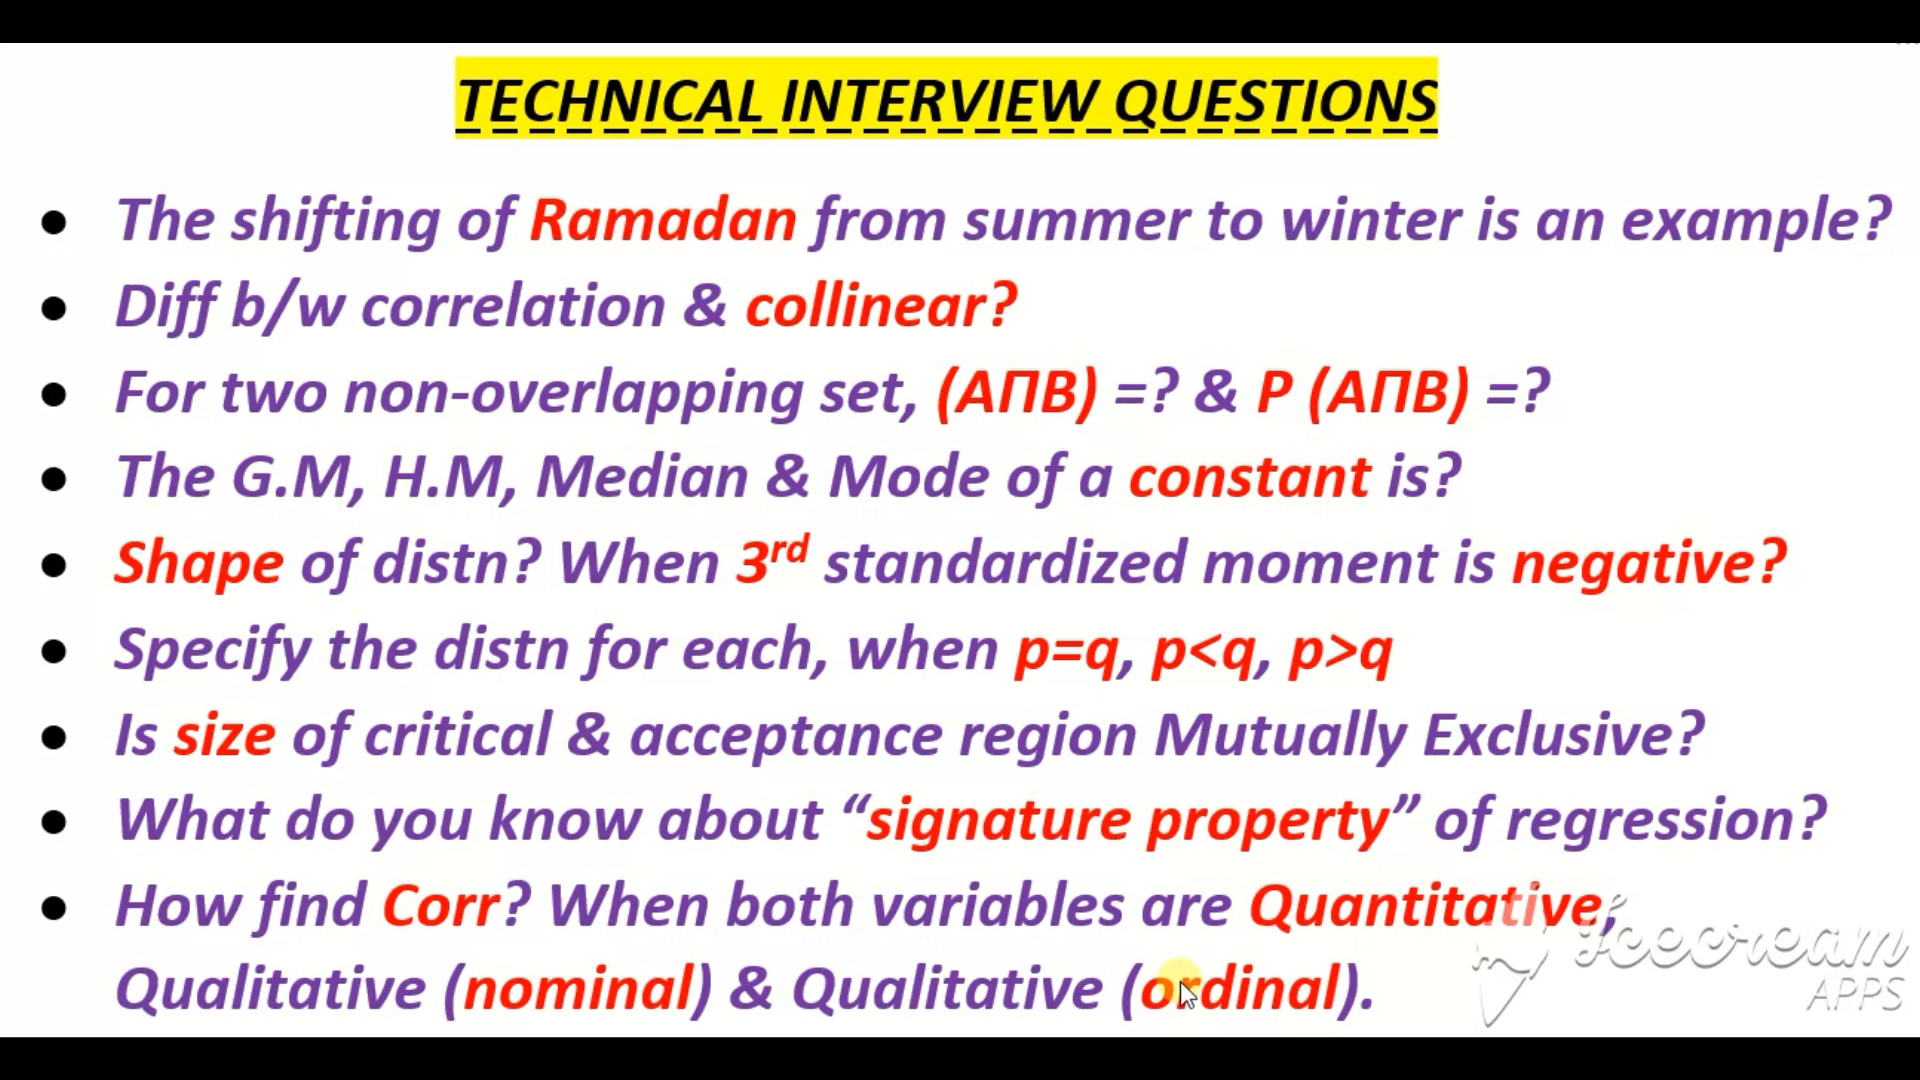 TECHNICAL INTERVIEW QUESTIONS
• The shifting of Ramadan from summer to winter is an example?
• Diff b/w correlation & collinear?
• For two non-overlapping set, (AПB) =? & P (AПB) =?
• The G.M, H.M, Median & Mode of a constant is?
• Shape of distn? When 3rd standardized moment is negative?
• Specify the distn for each, when p=q, p<q, p>q
• Is size of critical & acceptance region Mutually Exclusive?
• What do you know about “signature property” of regression?
• How find Corr? When both variables are Quantitative,
Qualitative (nominal) & Qualitative (ordinal).
Icecream
APPS